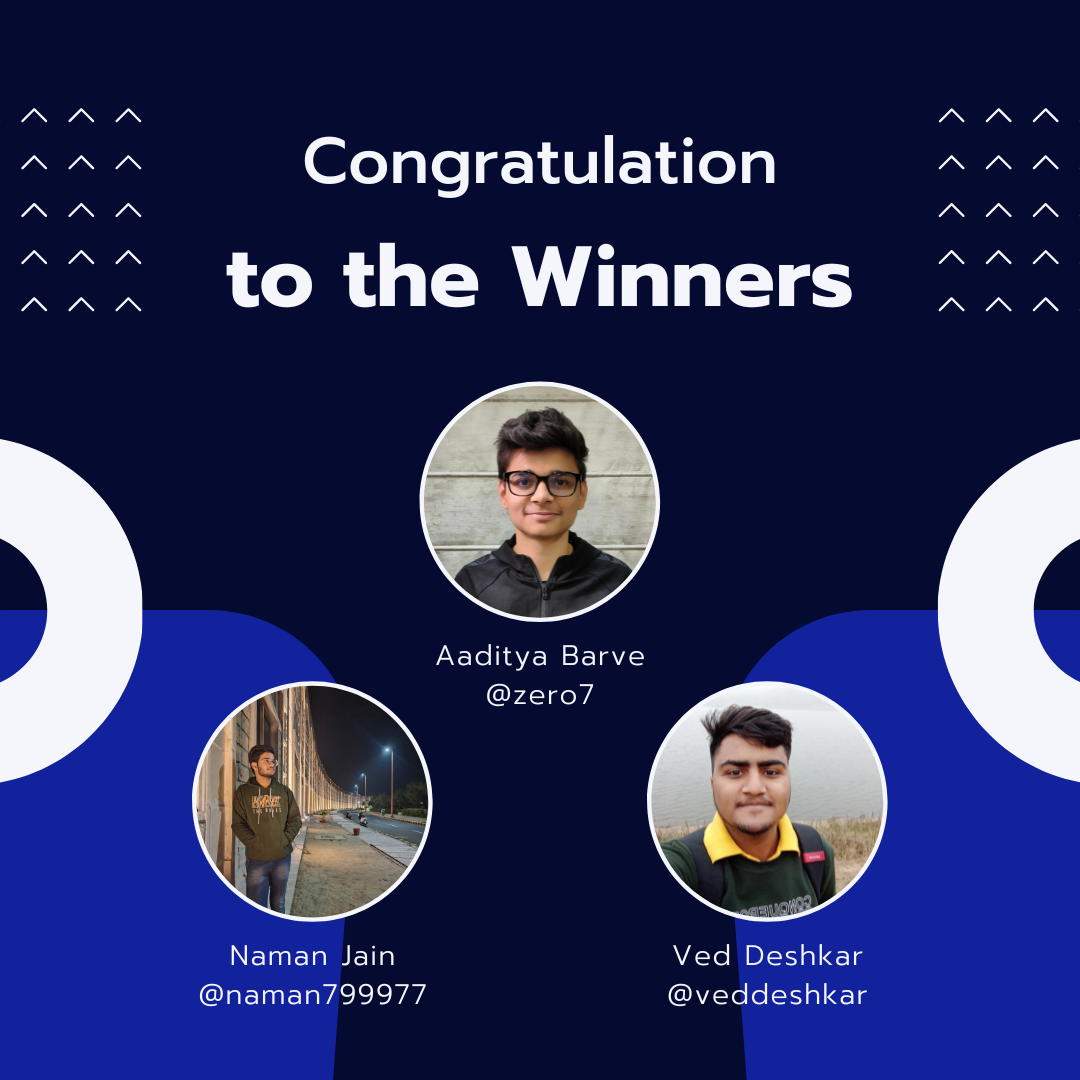 Congratulation
to the Winners
Aaditya Barve
@zero7
Naman Jain
@naman799977
Ved Deshkar
@veddeshkar